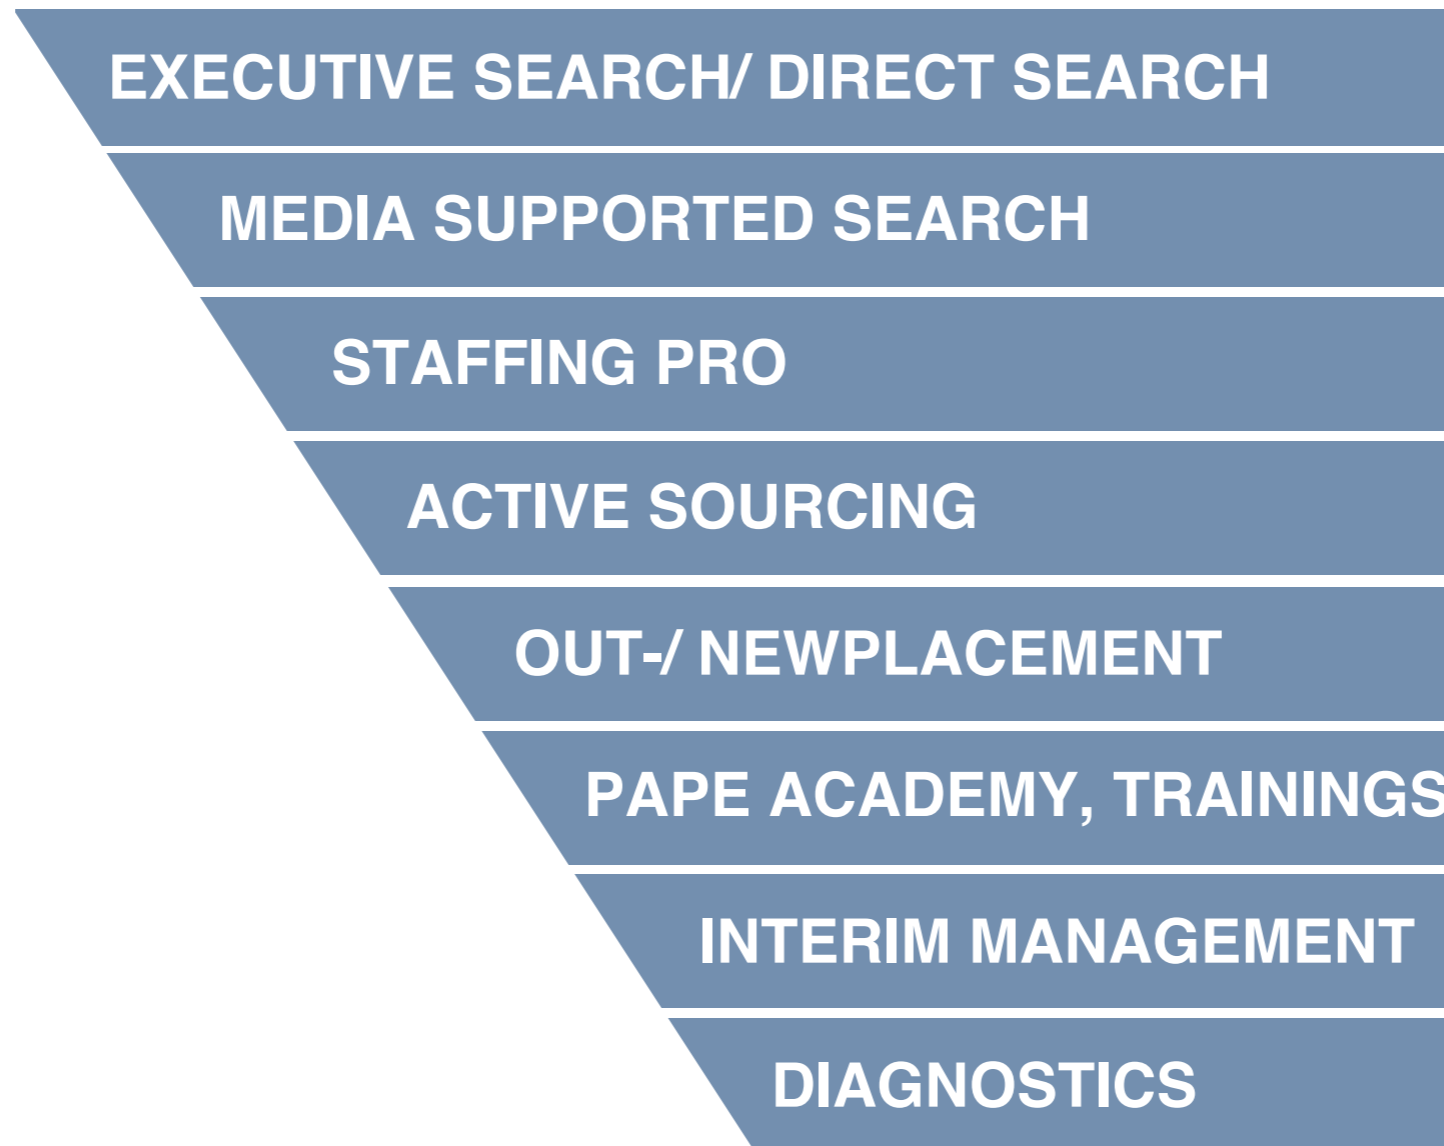 EXECUTIVE SEARCH/ DIRECT SEARCH
MEDIA SUPPORTED SEARCH
STAFFING PRO
ACTIVE SOURCING
OUT-/ NEWPLACEMENT
PAPE ACADEMY, TRAININGS
INTERIM MANAGEMENT
DIAGNOSTICS